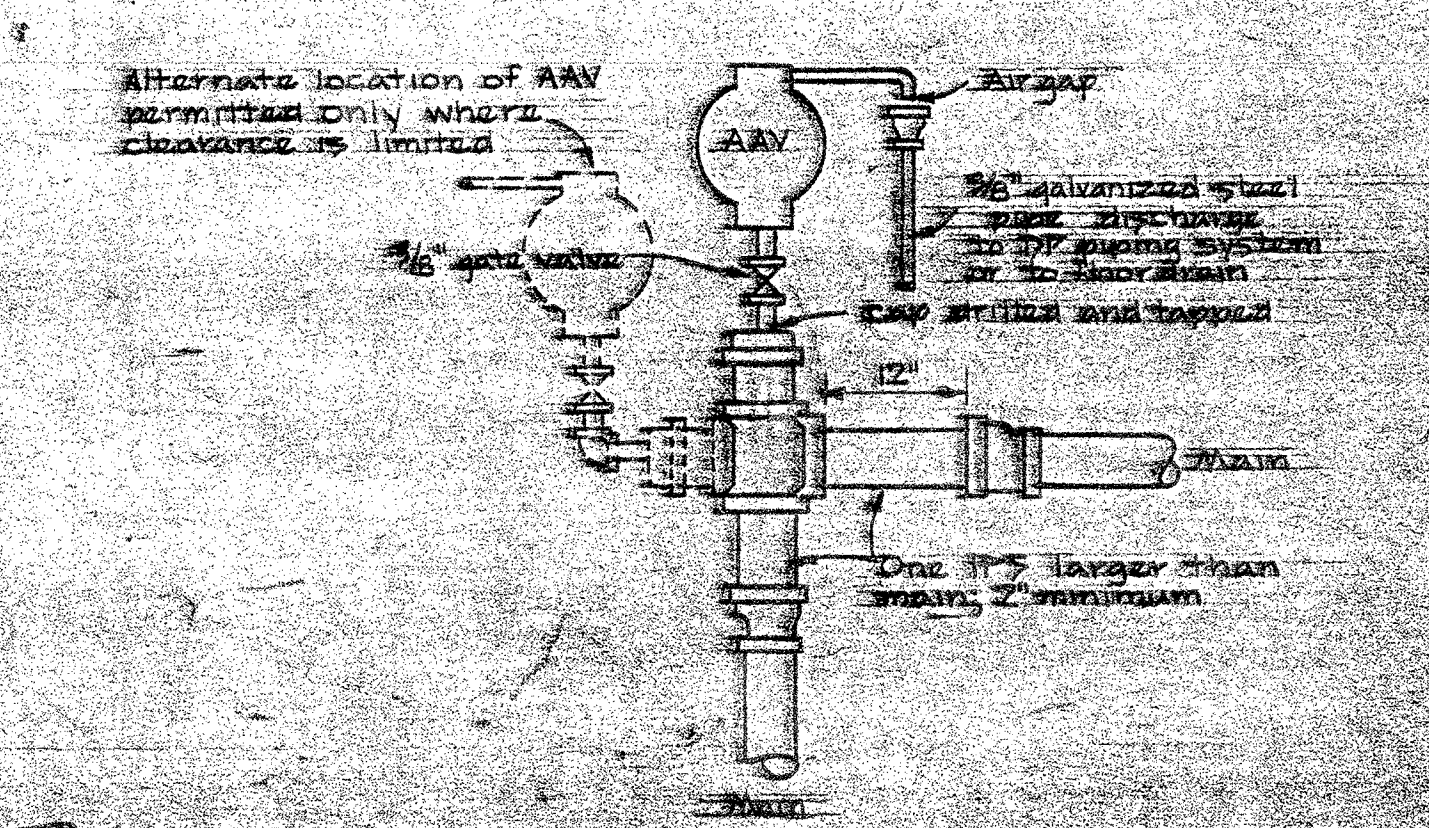 Alternate location of AAV
permitted only where
clearance is limited
AAV
Air gap
3/8" galvanized steel
pipe discharge
to DP piping system
or to floor drain
3/8" gate valve
Cap drilled and tapped
12"
Main
One IPS larger than
main; 2" minimum
Main